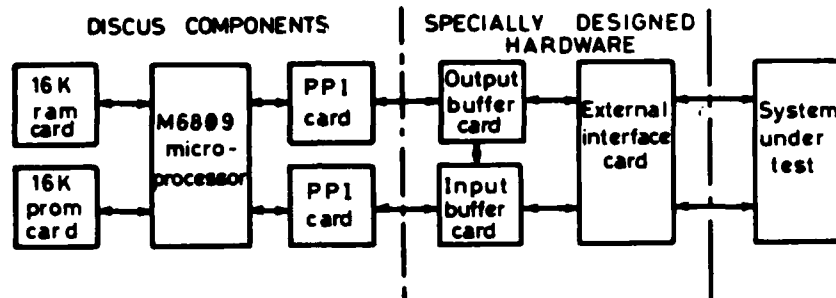 DISCUS COMPONENTS
SPECIALLY DESIGNED
HARDWARE
16K
ram
card
M6809
micro-
processor
PPI
card
Output
buffer
card
External
interface
card
System
under
test
16K
prom
card
PPI
card
Input
buffer
card